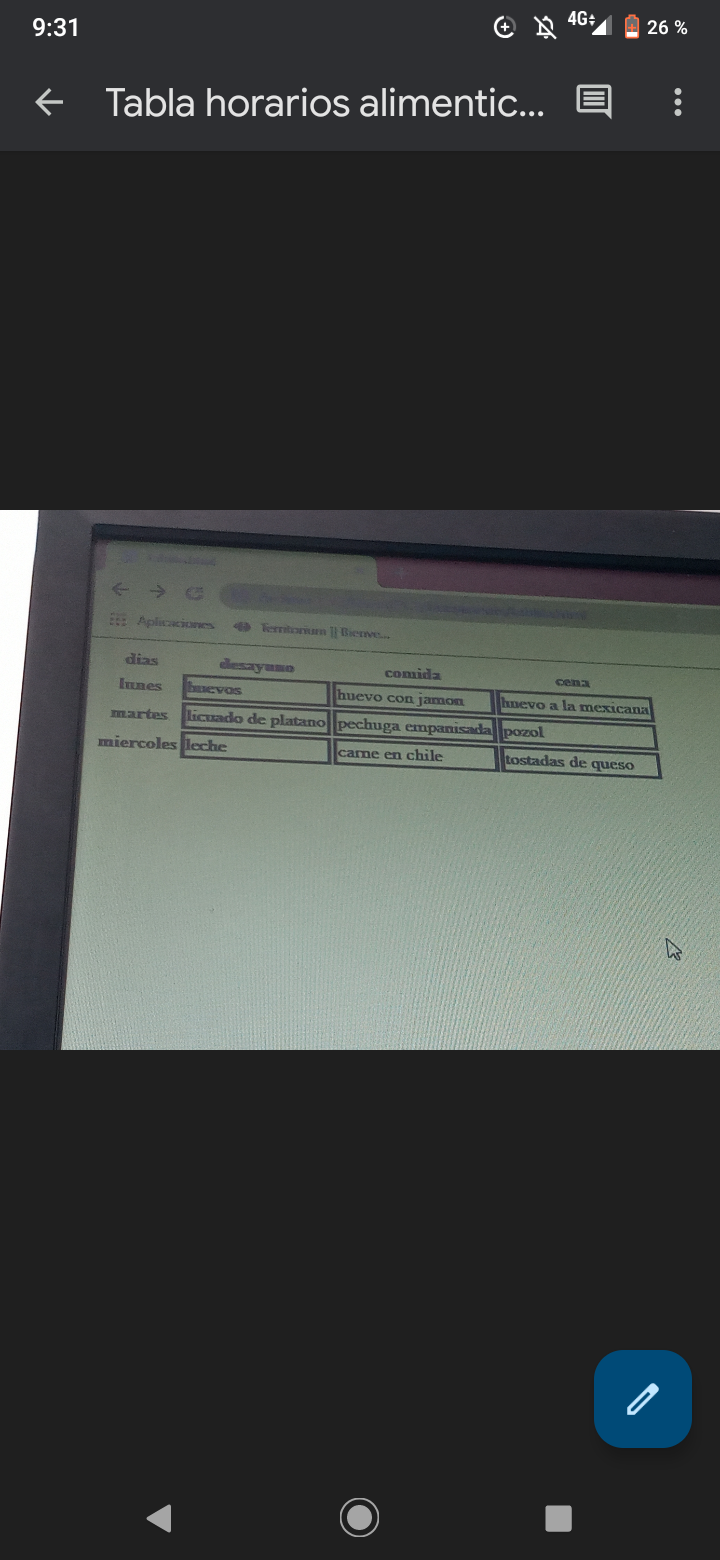 9:31 4G 26 %
Tabla horarios alimentic...
Aplicaciones Territorium || Bienve...
dias desayuno comida cena
lunes huevos huevo con jamon huevo a la mexicana
martes licuado de platano pechuga empanisada pozol
miercoles leche carne en chile tostadas de queso